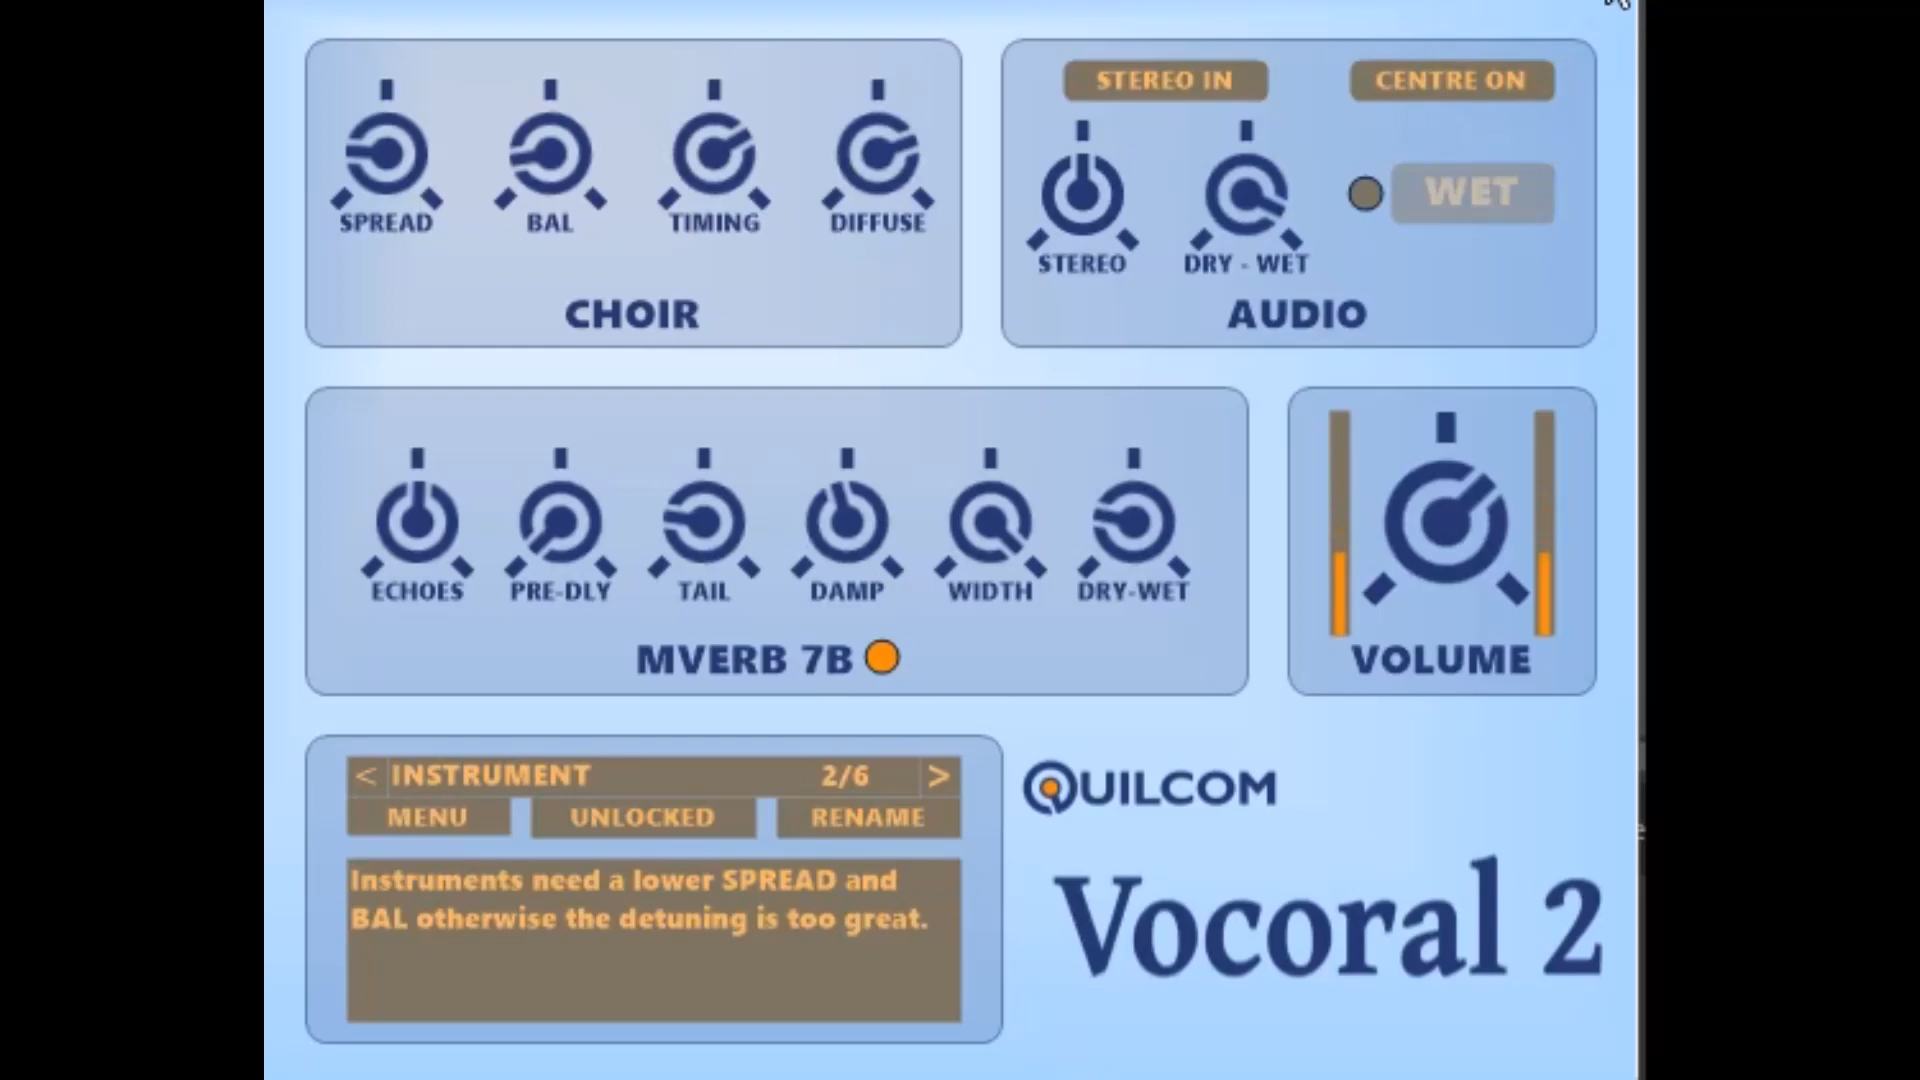 STEREO IN
CENTRE ON
SPREAD
BAL
TIMING
DIFFUSE
WET
STEREO
DRY - WET
CHOIR
AUDIO
ECHOES
PRE-DLY
TAIL
DAMP
WIDTH
DRY-WET
MVERB 7B
VOLUME
< INSTRUMENT 2/6 >
MENU
UNLOCKED
RENAME
Instruments need a lower SPREAD and
BAL otherwise the detuning is too great.
QUILCOM
Vocoral 2